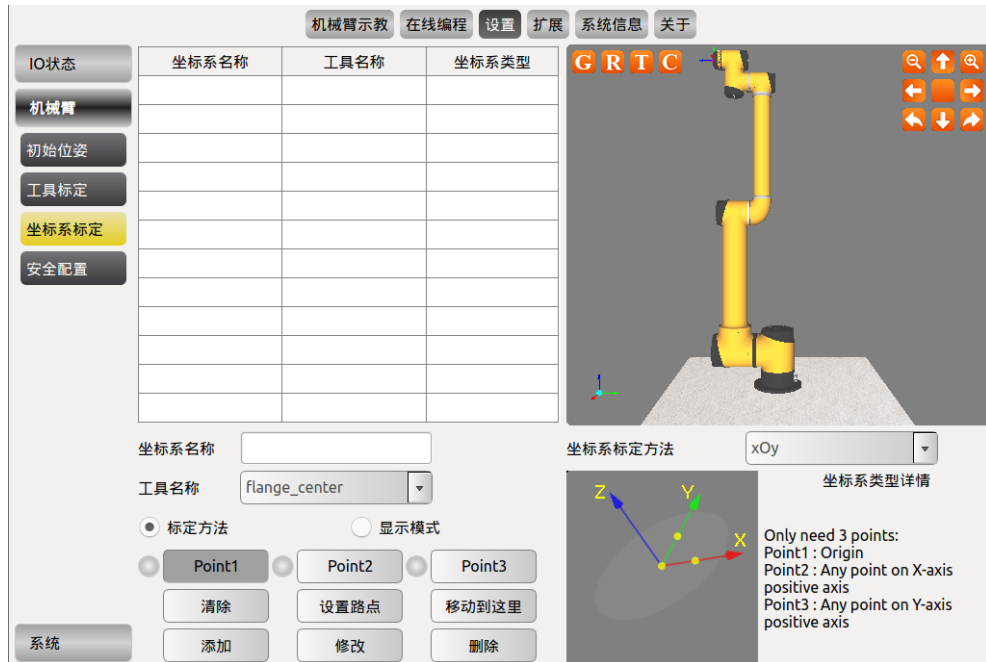 机械臂示教 在线编程 设置 扩展 系统信息 关于
IO状态
机械臂
初始位姿
工具标定
坐标系标定
安全配置
系统
坐标系名称 工具名称 坐标系类型
G R T C
坐标系名称
工具名称 flange_center
标定方法 显示模式
Point1 Point2 Point3
清除 设置路点 移动到这里
添加 修改 删除
坐标系标定方法 xOy
Z Y X
坐标系类型详情
Only need 3 points:
Point1 : Origin
Point2 : Any point on X-axis
positive axis
Point3 : Any point on Y-axis
positive axis